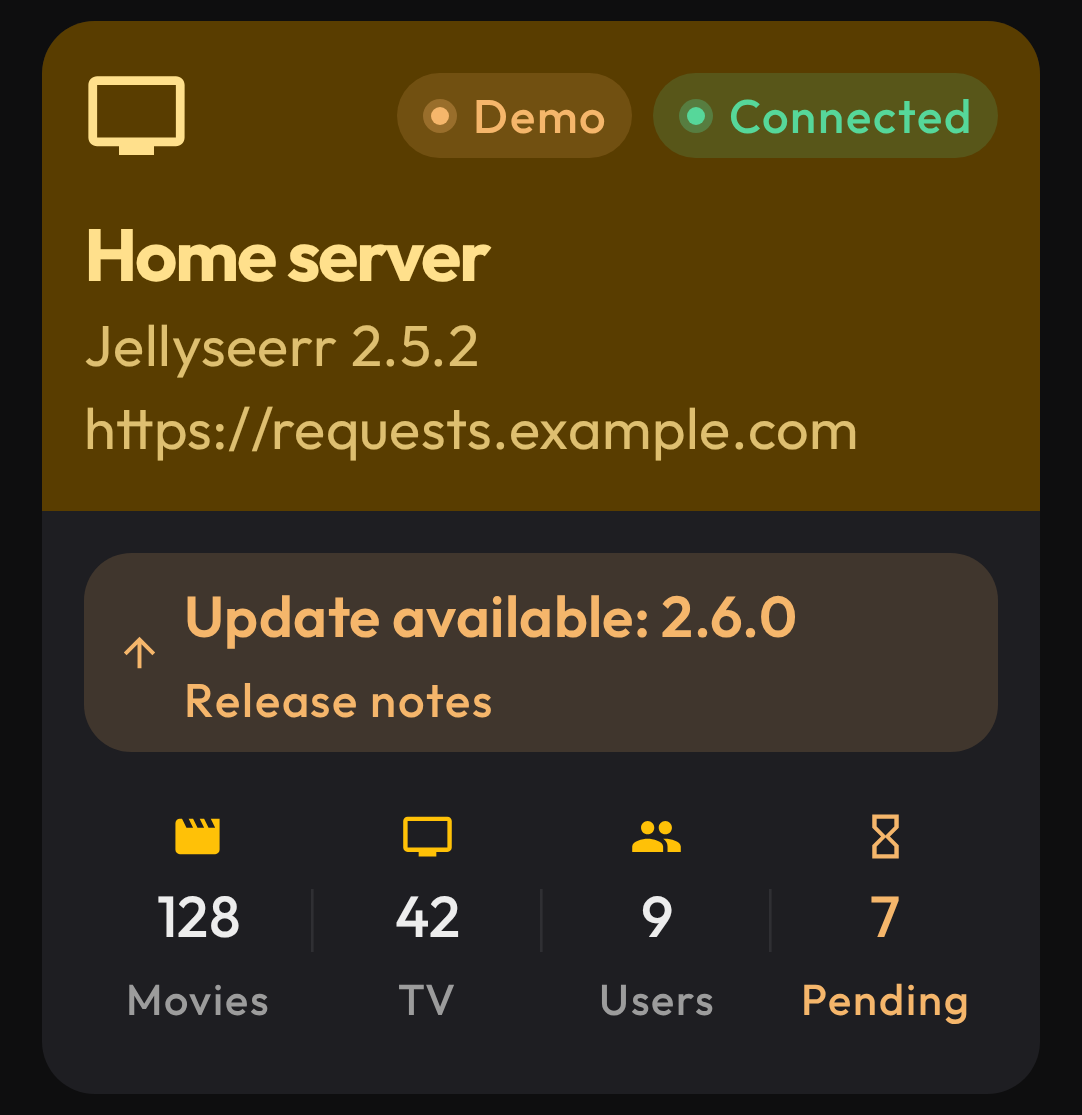 Demo
Connected
Home server
Jellyseerr 2.5.2
https://requests.example.com
Update available: 2.6.0
Release notes
128
42
9
7
Movies
TV
Users
Pending